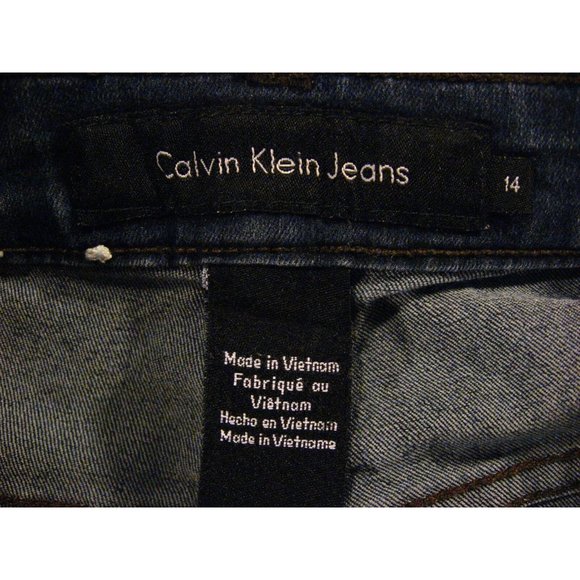 Calvin Klein Jeans
14
Made in Vietnam
Fabriqué au
Viêtnam
Hecho en Vietnam
Made in Vietname